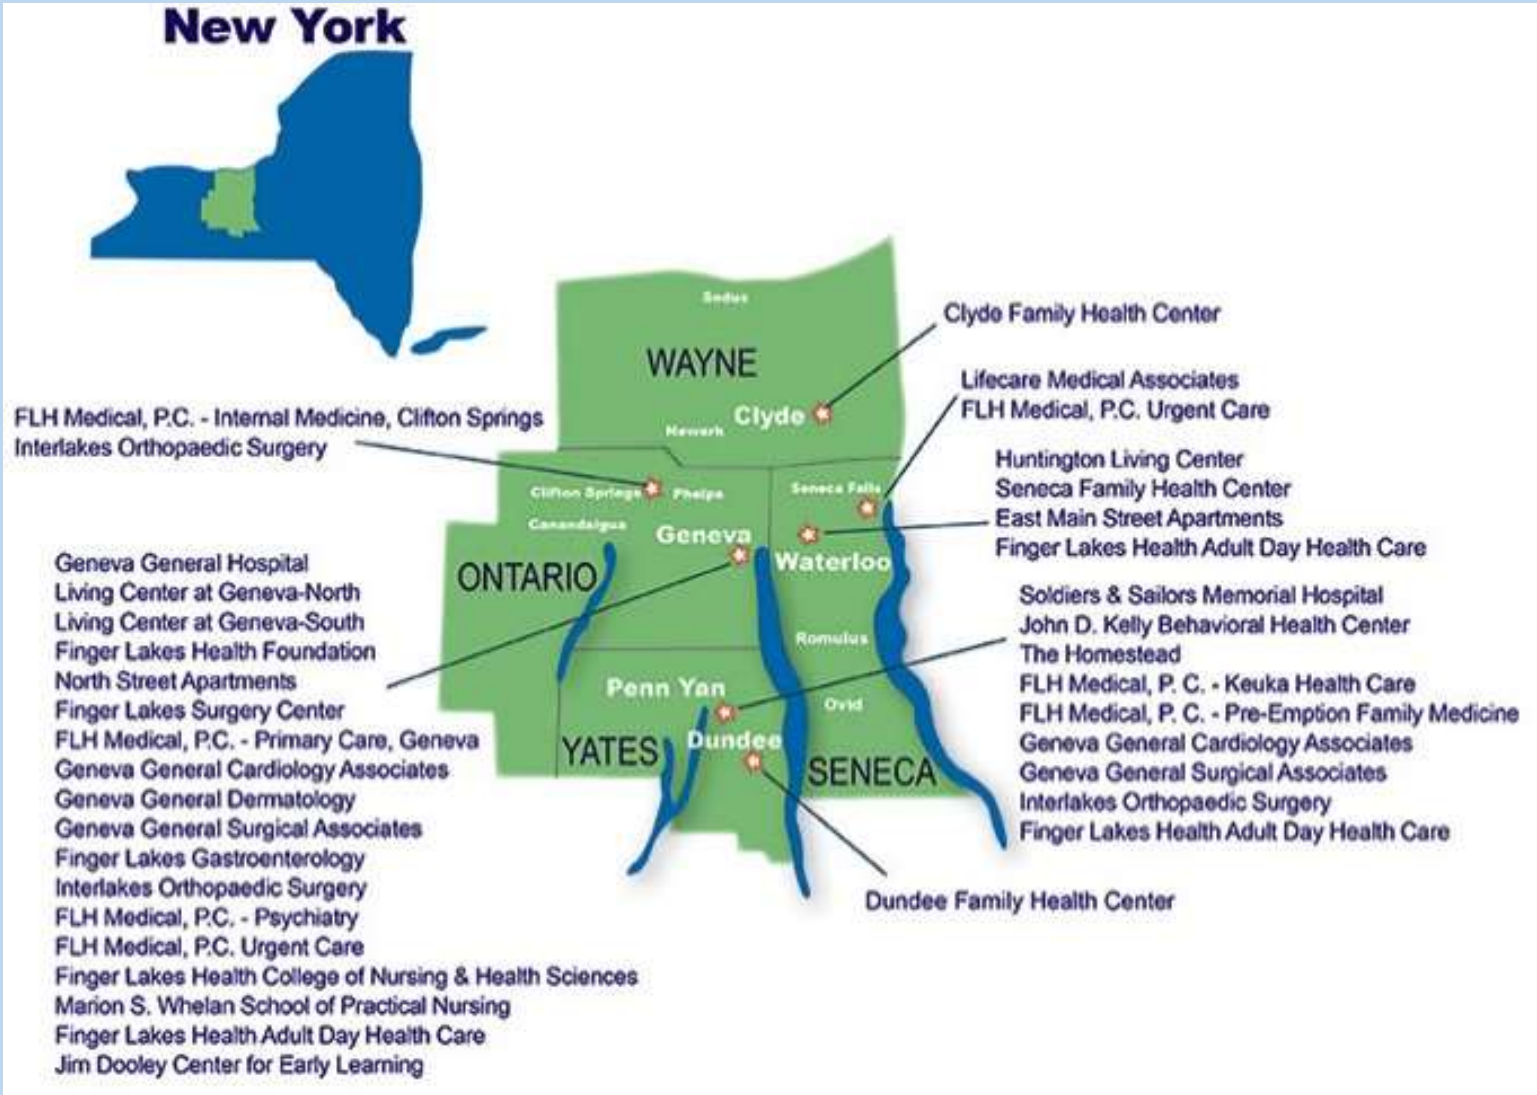 New York
Sodus
Clyde Family Health Center
WAYNE
Lifecare Medical Associates
FLH Medical, P.C. Urgent Care
FLH Medical, P.C. - Internal Medicine, Clifton Springs
Interlakes Orthopaedic Surgery
Clyde
Newark
Huntington Living Center
Seneca Family Health Center
East Main Street Apartments
Finger Lakes Health Adult Day Health Care
Clifton Springs
Phelps
Seneca Falls
Canandaigua
Geneva
Waterloo
ONTARIO
Geneva General Hospital
Living Center at Geneva-North
Living Center at Geneva-South
Finger Lakes Health Foundation
North Street Apartments
Finger Lakes Surgery Center
FLH Medical, P.C. - Primary Care, Geneva
Geneva General Cardiology Associates
Geneva General Dermatology
Geneva General Surgical Associates
Finger Lakes Gastroenterology
Interlakes Orthopaedic Surgery
FLH Medical, P.C. - Psychiatry
FLH Medical, P.C. Urgent Care
Finger Lakes Health College of Nursing & Health Sciences
Marion S. Whelan School of Practical Nursing
Finger Lakes Health Adult Day Health Care
Jim Dooley Center for Early Learning
Romulus
Penn Yan
Ovid
Dundee
YATES
SENECA
Soldiers & Sailors Memorial Hospital
John D. Kelly Behavioral Health Center
The Homestead
FLH Medical, P. C. - Keuka Health Care
FLH Medical, P. C. - Pre-Emption Family Medicine
Geneva General Cardiology Associates
Geneva General Surgical Associates
Interlakes Orthopaedic Surgery
Finger Lakes Health Adult Day Health Care
Dundee Family Health Center